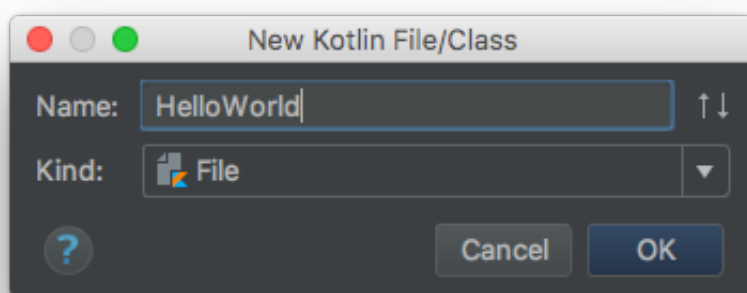 New Kotlin File/Class
Name: HelloWorld
Kind: File
? Cancel OK